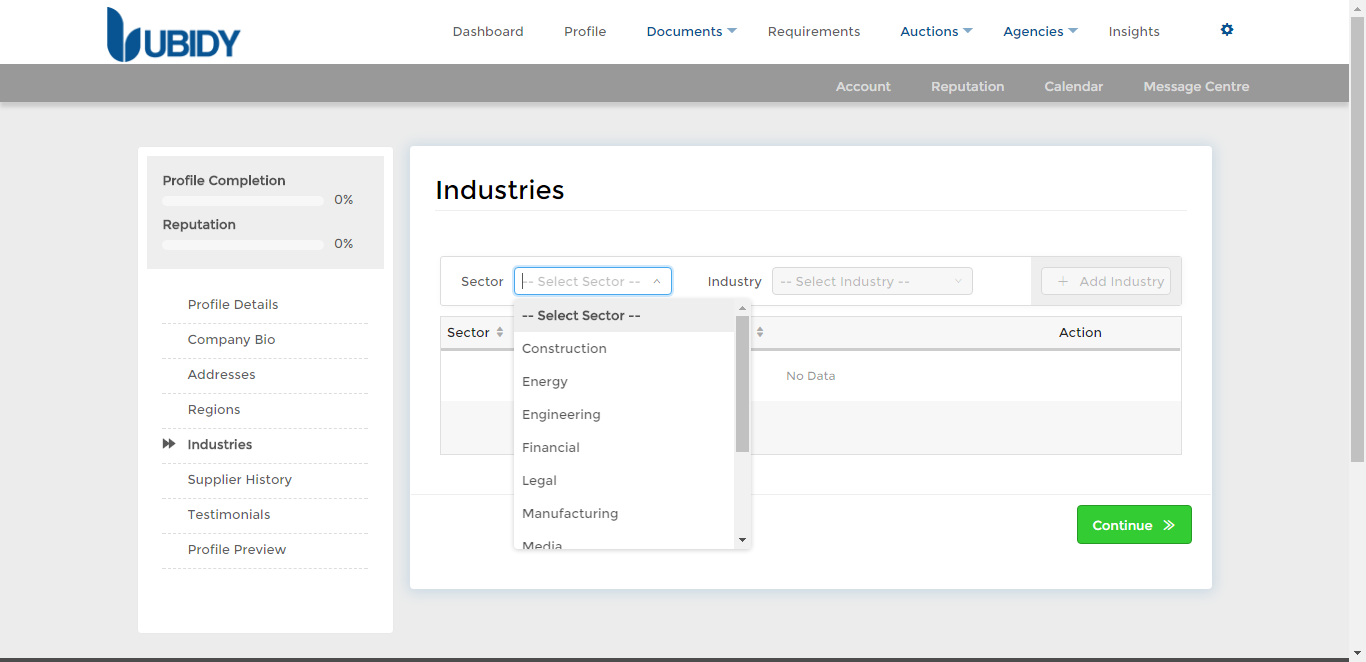 UBIDY
Dashboard Profile Documents Requirements Auctions Agencies Insights
Account Reputation Calendar Message Centre
Profile Completion
0%
Reputation
0%
Profile Details
Company Bio
Addresses
Regions
Industries
Supplier History
Testimonials
Profile Preview
Industries
Sector -- Select Sector -- Industry -- Select Industry -- + Add Industry
Sector Action
No Data
-- Select Sector --
Construction
Energy
Engineering
Financial
Legal
Manufacturing
Media
Continue